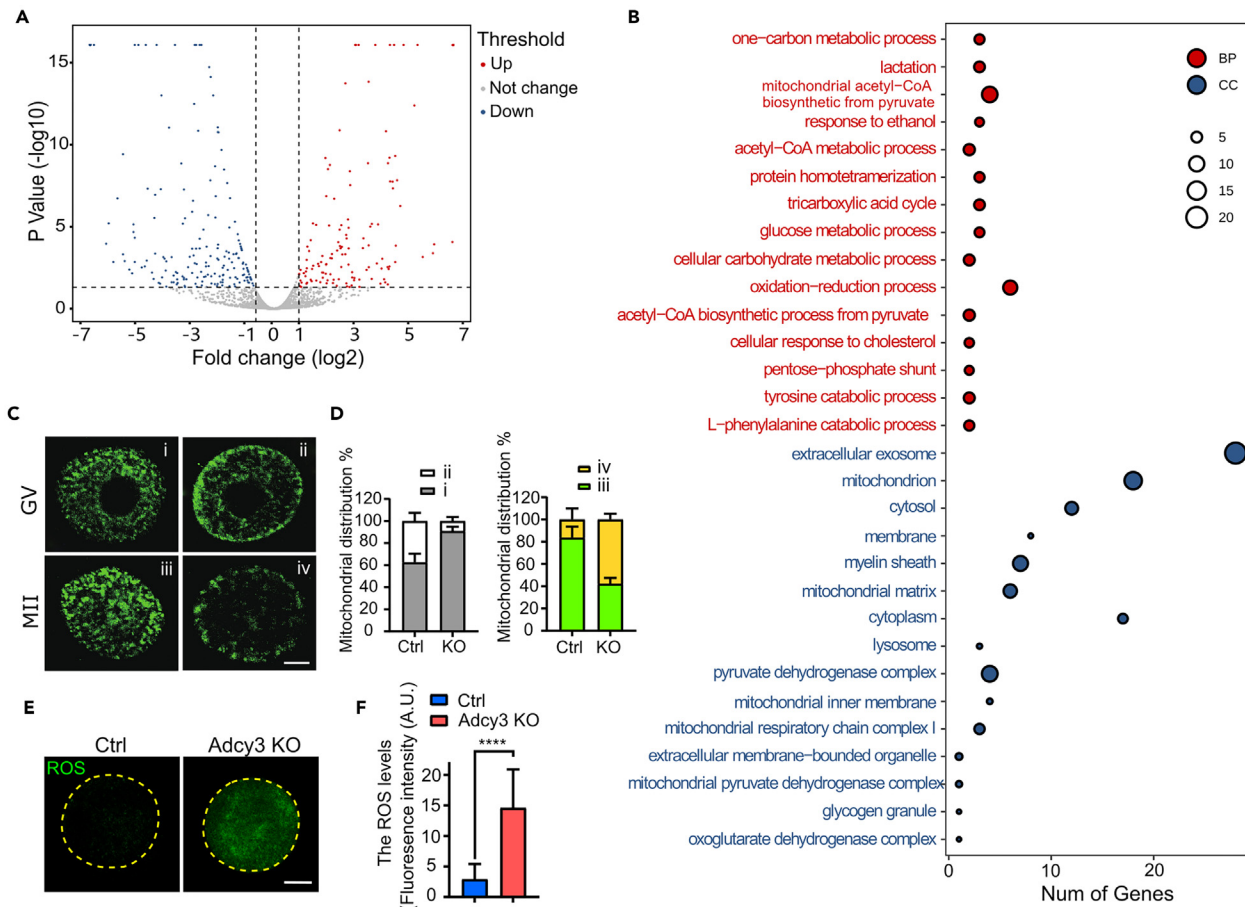 A
Threshold
Up
Not change
Down
P Value (-log10)
15
10
5
0
-7
-5
-3
-1
0
1
3
5
7
Fold change (log2)
B
one−carbon metabolic process
lactation
mitochondrial acetyl−CoA
biosynthetic from pyruvate
response to ethanol
acetyl−CoA metabolic process
protein homotetramerization
tricarboxylic acid cycle
glucose metabolic process
cellular carbohydrate metabolic process
oxidation−reduction process
acetyl−CoA biosynthetic process from pyruvate
cellular response to cholesterol
pentose−phosphate shunt
tyrosine catabolic process
L−phenylalanine catabolic process
extracellular exosome
mitochondrion
cytosol
membrane
myelin sheath
mitochondrial matrix
cytoplasm
lysosome
pyruvate dehydrogenase complex
mitochondrial inner membrane
mitochondrial respiratory chain complex I
extracellular membrane−bounded organelle
mitochondrial pyruvate dehydrogenase complex
glycogen granule
oxoglutarate dehydrogenase complex
0
10
20
Num of Genes
BP
CC
5
10
15
20
C
GV
MII
i
ii
iii
iv
D
Mitochondrial distribution %
ii
i
120
100
80
60
40
20
0
Ctrl
KO
Mitochondrial distribution %
iv
iii
120
100
80
60
40
20
0
Ctrl
KO
E
Ctrl
Adcy3 KO
ROS
F
Ctrl
Adcy3 KO
The ROS levels
(Fluoresence intensity (A.U.)
****
20
15
10
5
0